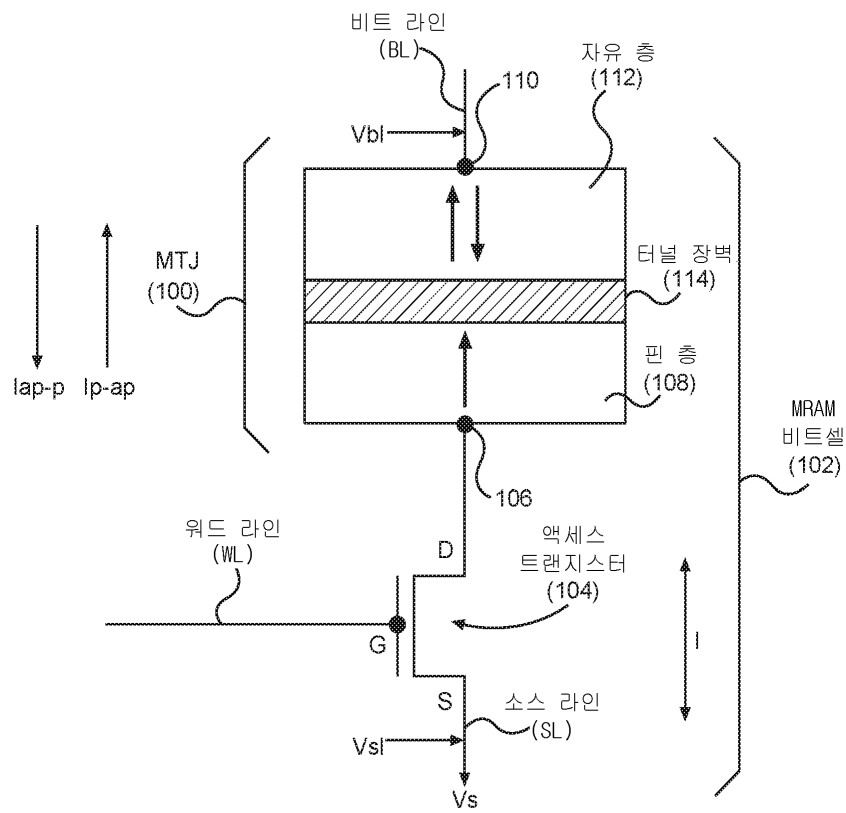 비트 라인
(BL)
자유 층
(112)
110
Vbl
MTJ
(100)
터널 장벽
(114)
Iap-p
Ip-ap
핀 층
(108)
MRAM
비트셀
(102)
106
워드 라인
(WL)
D
액세스
트랜지스터
(104)
G
I
S
소스 라인
(SL)
Vsl
Vs